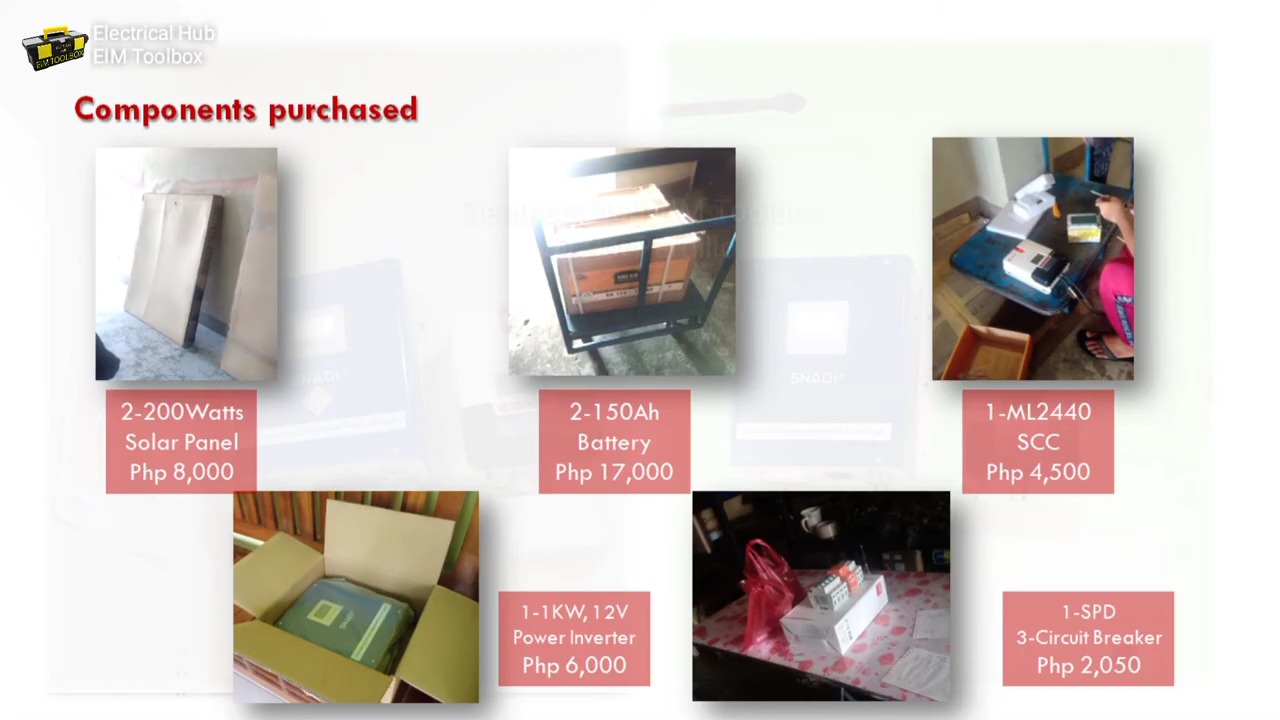 Electrical Hub
EIM Toolbox
Components purchased
2-200Watts
Solar Panel
Php 8,000
2-150Ah
Battery
Php 17,000
1-ML2440
SCC
Php 4,500
SNADI
SNADI
1-1KW, 12V
Power Inverter
Php 6,000
1-SPD
3-Circuit Breaker
Php 2,050